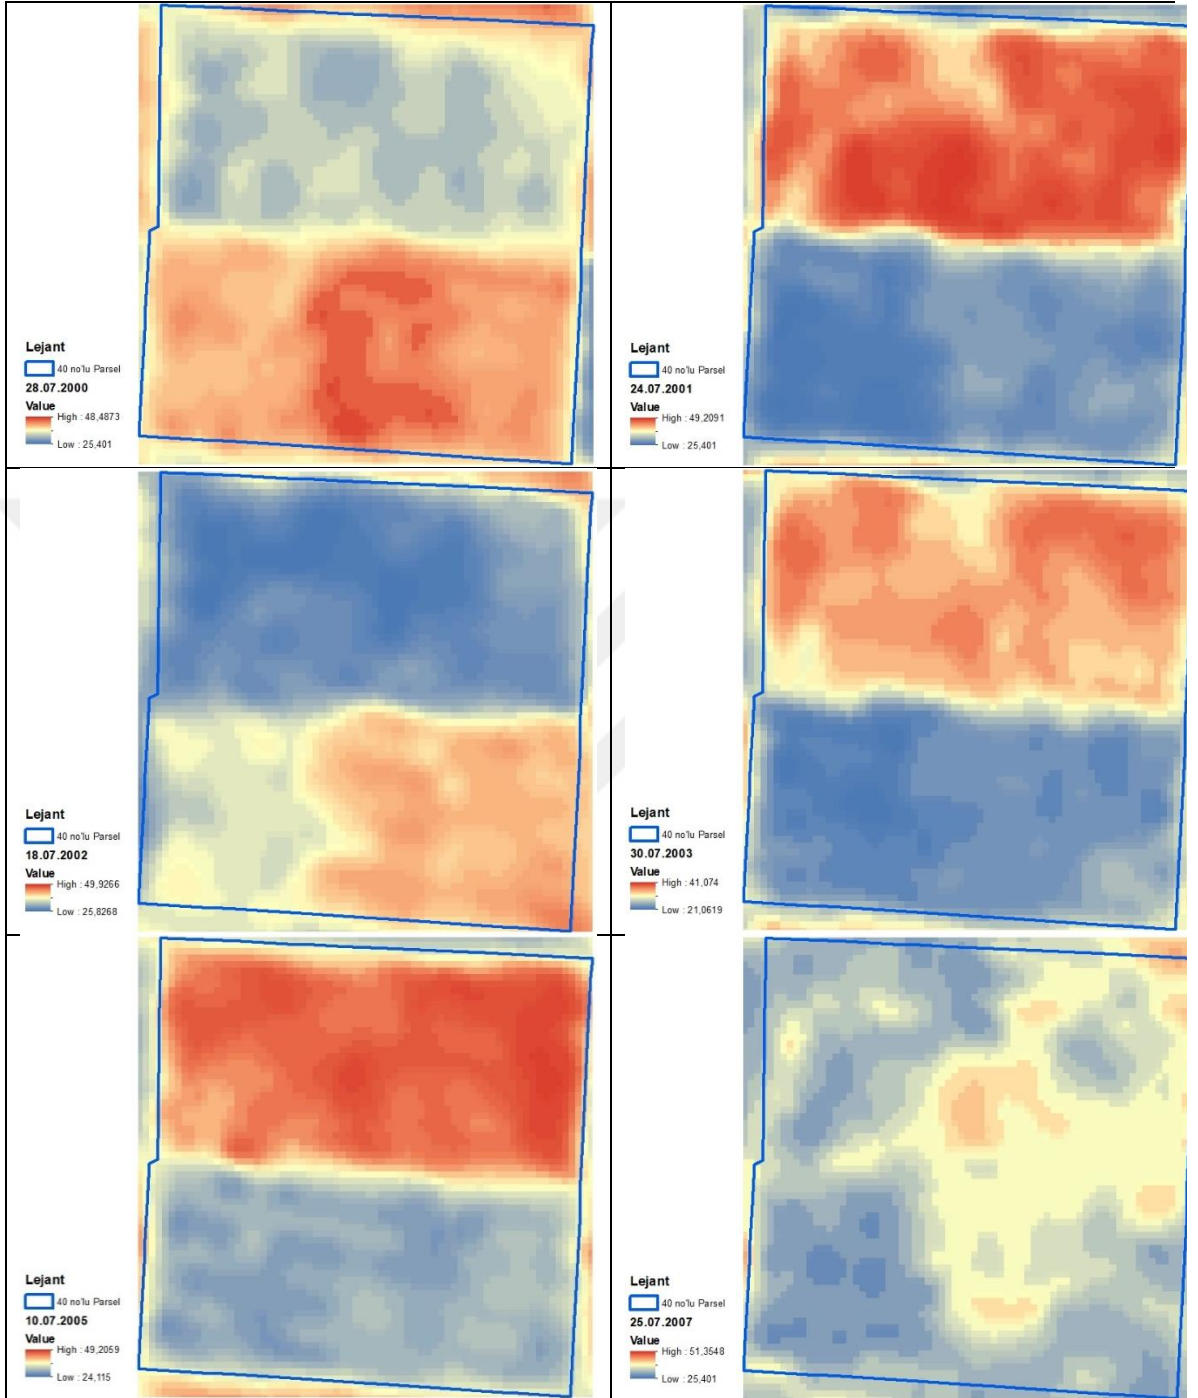 Lejant
40 no'lu Parsel
28.07.2000
Value
High : 48,4873
Low : 25,401
Lejant
40 no'lu Parsel
24.07.2001
Value
High : 49,2091
Low : 25,401
Lejant
40 no'lu Parsel
18.07.2002
Value
High : 49,9266
Low : 25,8268
Lejant
40 no'lu Parsel
30.07.2003
Value
High : 41,074
Low : 21,0619
Lejant
40 no'lu Parsel
10.07.2005
Value
High : 49,2059
Low : 24,115
Lejant
40 no'lu Parsel
25.07.2007
Value
High : 51,3548
Low : 25,401